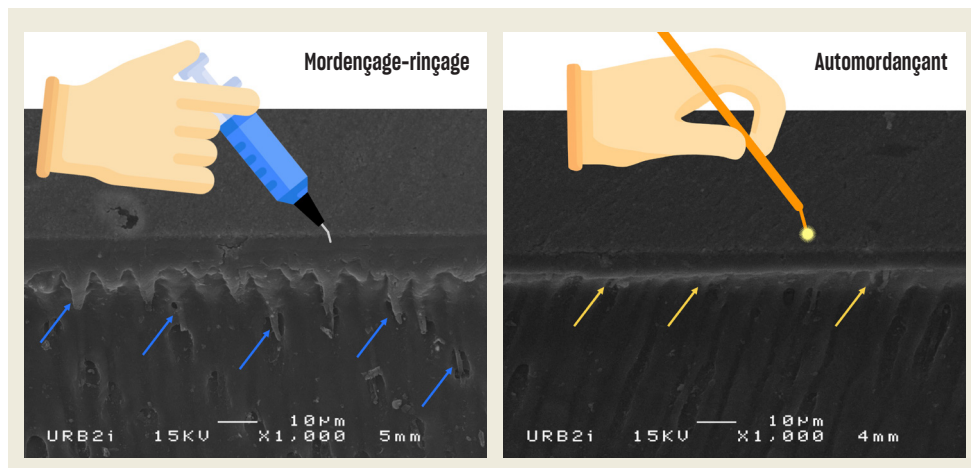 Mordençage-rinçage
10µm
URB2i 15KV X1,000 5mm
Automordançant
10µm
URB2i 15KV X1,000 4mm